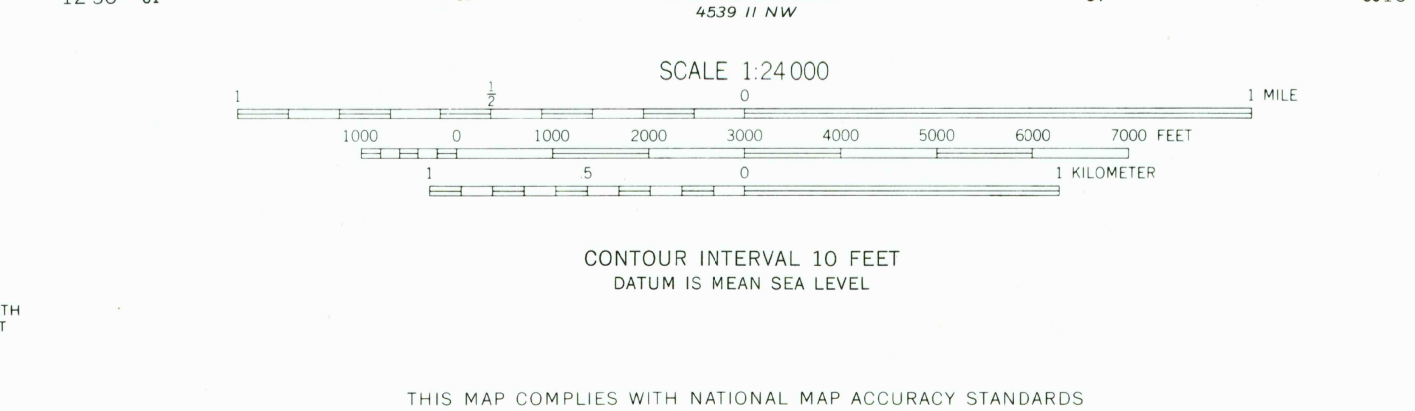 4539 II NW
SCALE 1:24 000
1 1/2 0 1 MILE
1000 0 1000 2000 3000 4000 5000 6000 7000 FEET
1 .5 0 1 KILOMETER
CONTOUR INTERVAL 10 FEET
DATUM IS MEAN SEA LEVEL
TH
T
THIS MAP COMPLIES WITH NATIONAL MAP ACCURACY STANDARDS